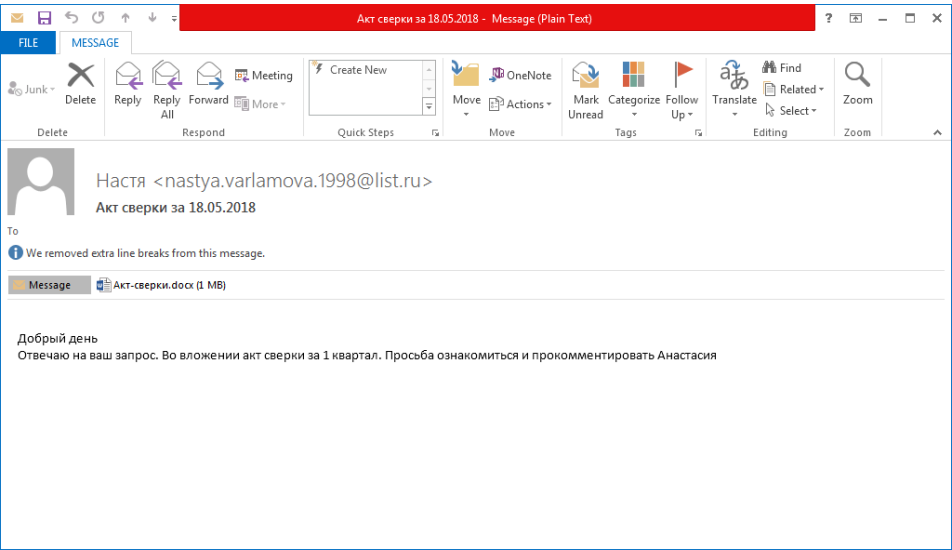 Акт сверки за 18.05.2018 - Message (Plain Text)
?
FILE
MESSAGE
Junk
Delete
Reply
Reply All
Forward
Meeting
More
Create New
Move
OneNote
Actions
Mark Unread
Categorize
Follow Up
Translate
Find
Related
Select
Zoom
Delete
Respond
Quick Steps
Move
Tags
Editing
Zoom
Настя <nastya.varlamova.1998@list.ru>
Акт сверки за 18.05.2018
To
We removed extra line breaks from this message.
Message
Акт-сверки.docx (1 MB)
Добрый день
Отвечаю на ваш запрос. Во вложении акт сверки за 1 квартал. Просьба ознакомиться и прокомментировать Анастасия